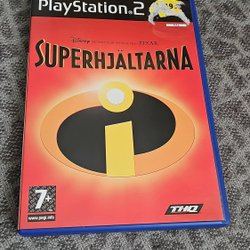 PlayStation 2
Disney PIXAR
SUPERHJÄLTARNA
i
7+
www.pegi.info
THQ